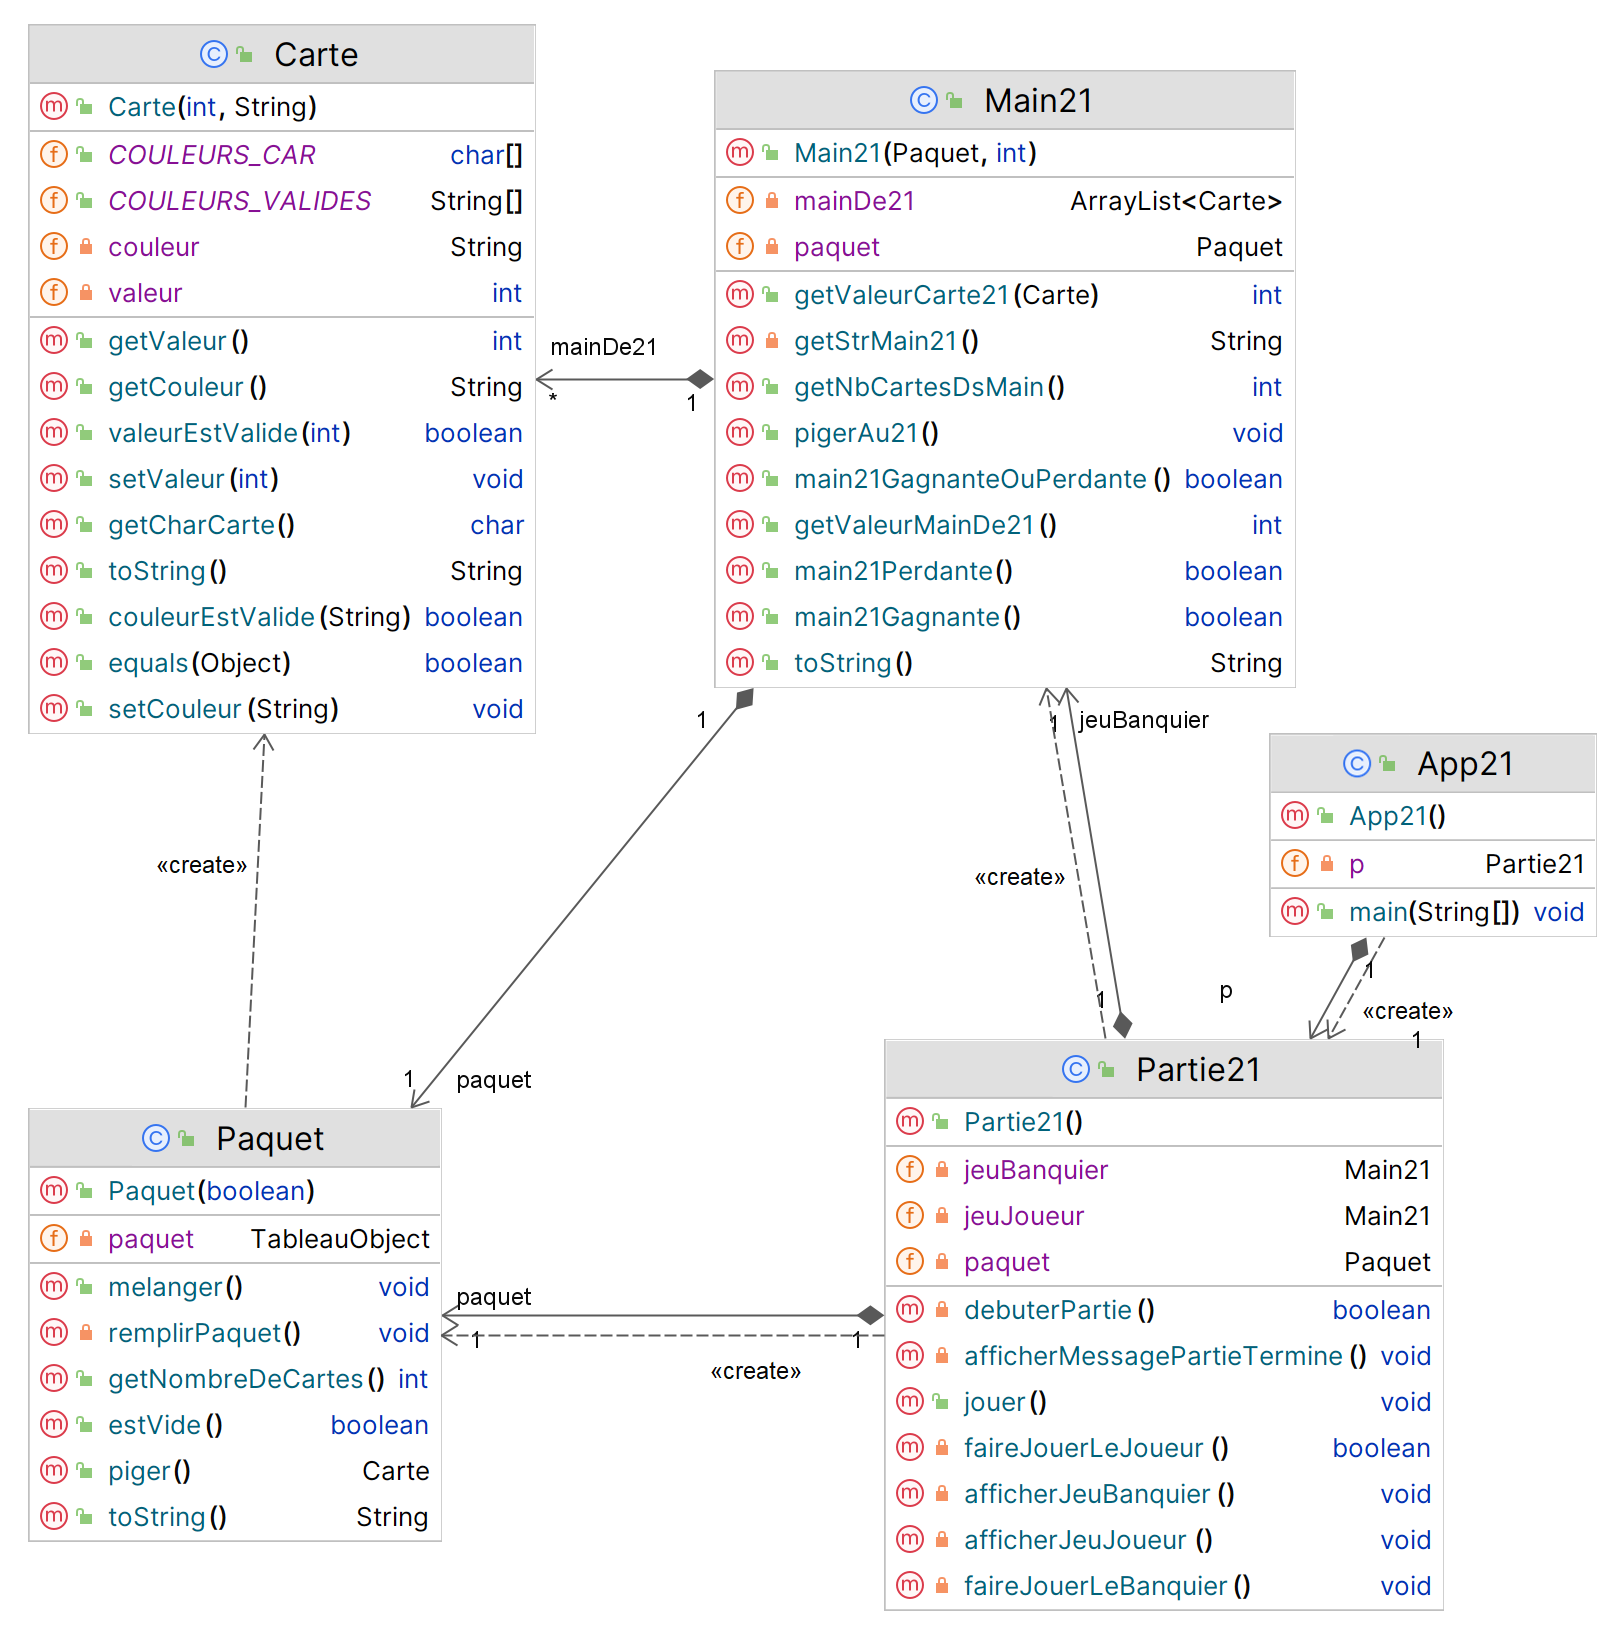 Carte
Carte(int, String)
COULEURS_CAR char[]
COULEURS_VALIDES String[]
couleur String
valeur int
getValeur() int
getCouleur() String
valeurEstValide(int) boolean
setValeur(int) void
getCharCarte() char
toString() String
couleurEstValide(String) boolean
equals(Object) boolean
setCouleur(String) void
mainDe21
*
1
Main21
Main21(Paquet, int)
mainDe21 ArrayList<Carte>
paquet Paquet
getValeurCarte21(Carte) int
getStrMain21() String
getNbCartesDsMain() int
pigerAu21() void
main21GagnanteOuPerdante() boolean
getValeurMainDe21() int
main21Perdante() boolean
main21Gagnante() boolean
toString() String
1
1
jeuBanquier
App21
App21()
p Partie21
main(String[]) void
«create»
«create»
1
p
1
«create»
1
1
paquet
Paquet
Paquet(boolean)
paquet TableauObject
melanger() void
remplirPaquet() void
getNombreDeCartes() int
estVide() boolean
piger() Carte
toString() String
paquet
1
1
«create»
Partie21
Partie21()
jeuBanquier Main21
jeuJoueur Main21
paquet Paquet
debuterPartie() boolean
afficherMessagePartieTermine() void
jouer() void
faireJouerLeJoueur() boolean
afficherJeuBanquier() void
afficherJeuJoueur() void
faireJouerLeBanquier() void